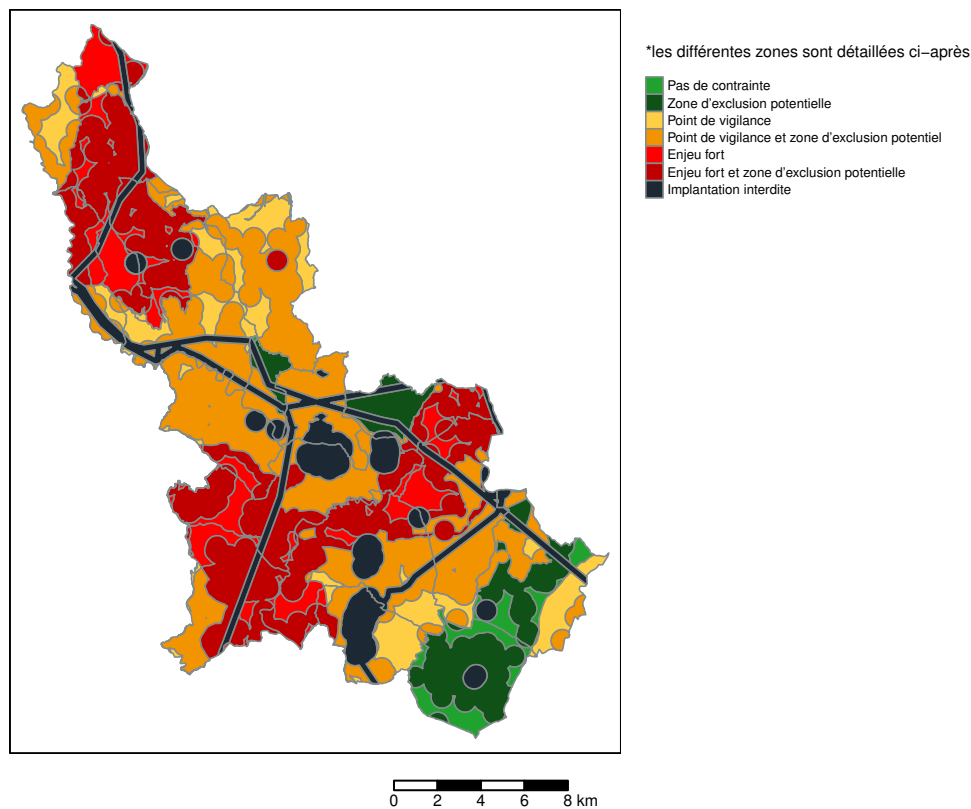 *les différentes zones sont détaillées ci−après
Pas de contrainte
Zone d'exclusion potentielle
Point de vigilance
Point de vigilance et zone d'exclusion potentiel
Enjeu fort
Enjeu fort et zone d'exclusion potentielle
Implantation interdite
0 2 4 6 8 km